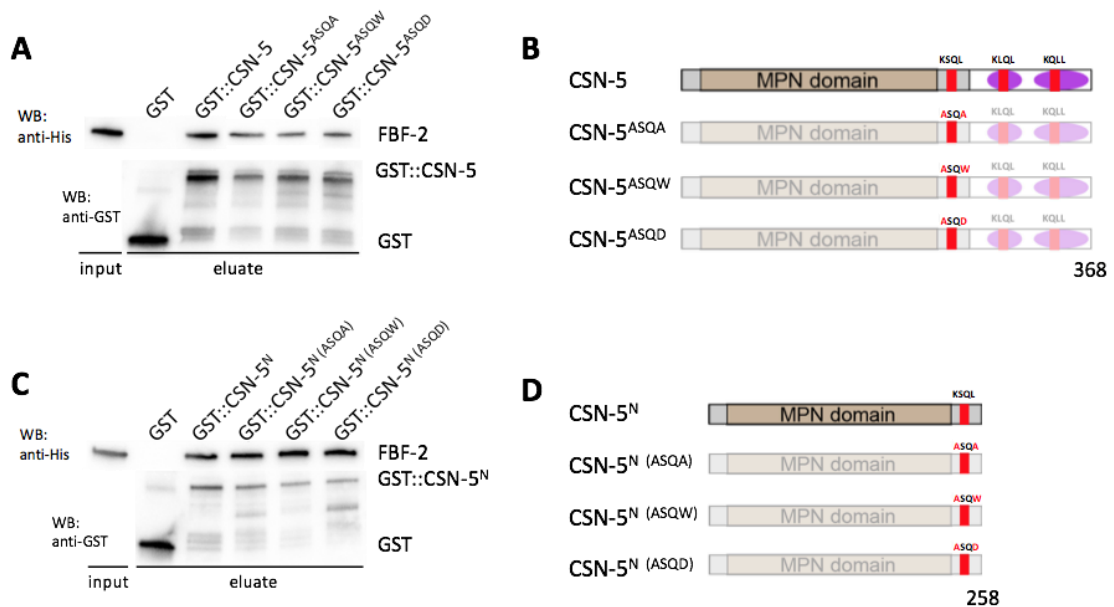 A
GST
GST::CSN-5
GST::CSN-5ASQA
GST::CSN-5ASQW
GST::CSN-5ASQD
WB:
anti-His
FBF-2
GST::CSN-5
WB:
anti-GST
GST
input
eluate
B
KSQL KLQL KQLL
CSN-5 MPN domain
ASQA KLQL KQLL
CSN-5ASQA MPN domain
ASQW KLQL KQLL
CSN-5ASQW MPN domain
ASQD KLQL KQLL
CSN-5ASQD MPN domain
368
C
GST
GST::CSN-5N
GST::CSN-5N (ASQA)
GST::CSN-5N (ASQW)
GST::CSN-5N (ASQD)
WB:
anti-His
FBF-2
GST::CSN-5N
WB:
anti-GST
GST
input
eluate
D
KSQL
CSN-5N MPN domain
ASQA
CSN-5N (ASQA) MPN domain
ASQW
CSN-5N (ASQW) MPN domain
ASQD
CSN-5N (ASQD) MPN domain
258